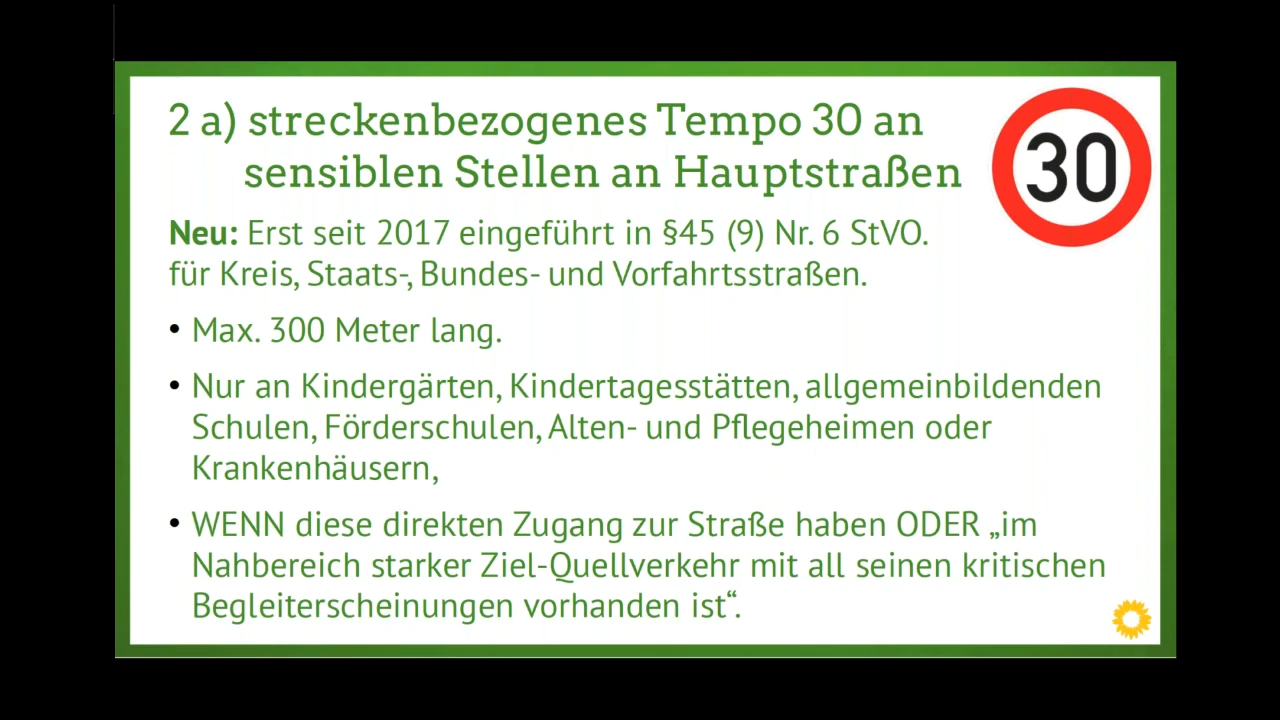 2 a) streckenbezogenes Tempo 30 an
sensiblen Stellen an Hauptstraßen
30
Neu: Erst seit 2017 eingeführt in §45 (9) Nr. 6 StVO.
für Kreis, Staats-, Bundes- und Vorfahrtsstraßen.
• Max. 300 Meter lang.
• Nur an Kindergärten, Kindertagesstätten, allgemeinbildenden
Schulen, Förderschulen, Alten- und Pflegeheimen oder
Krankenhäusern,
• WENN diese direkten Zugang zur Straße haben ODER „im
Nahbereich starker Ziel-Quellverkehr mit all seinen kritischen
Begleiterscheinungen vorhanden ist“.